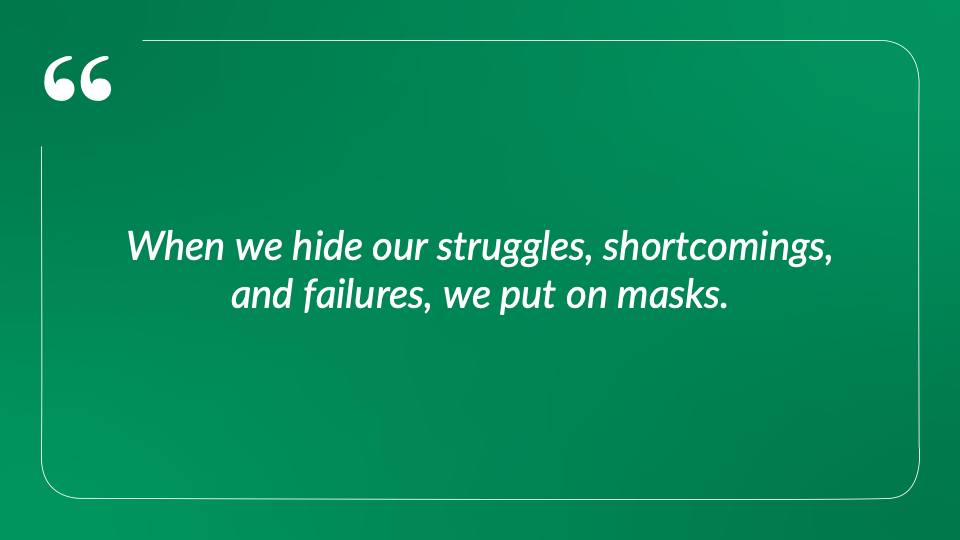 “
When we hide our struggles, shortcomings,
and failures, we put on masks.